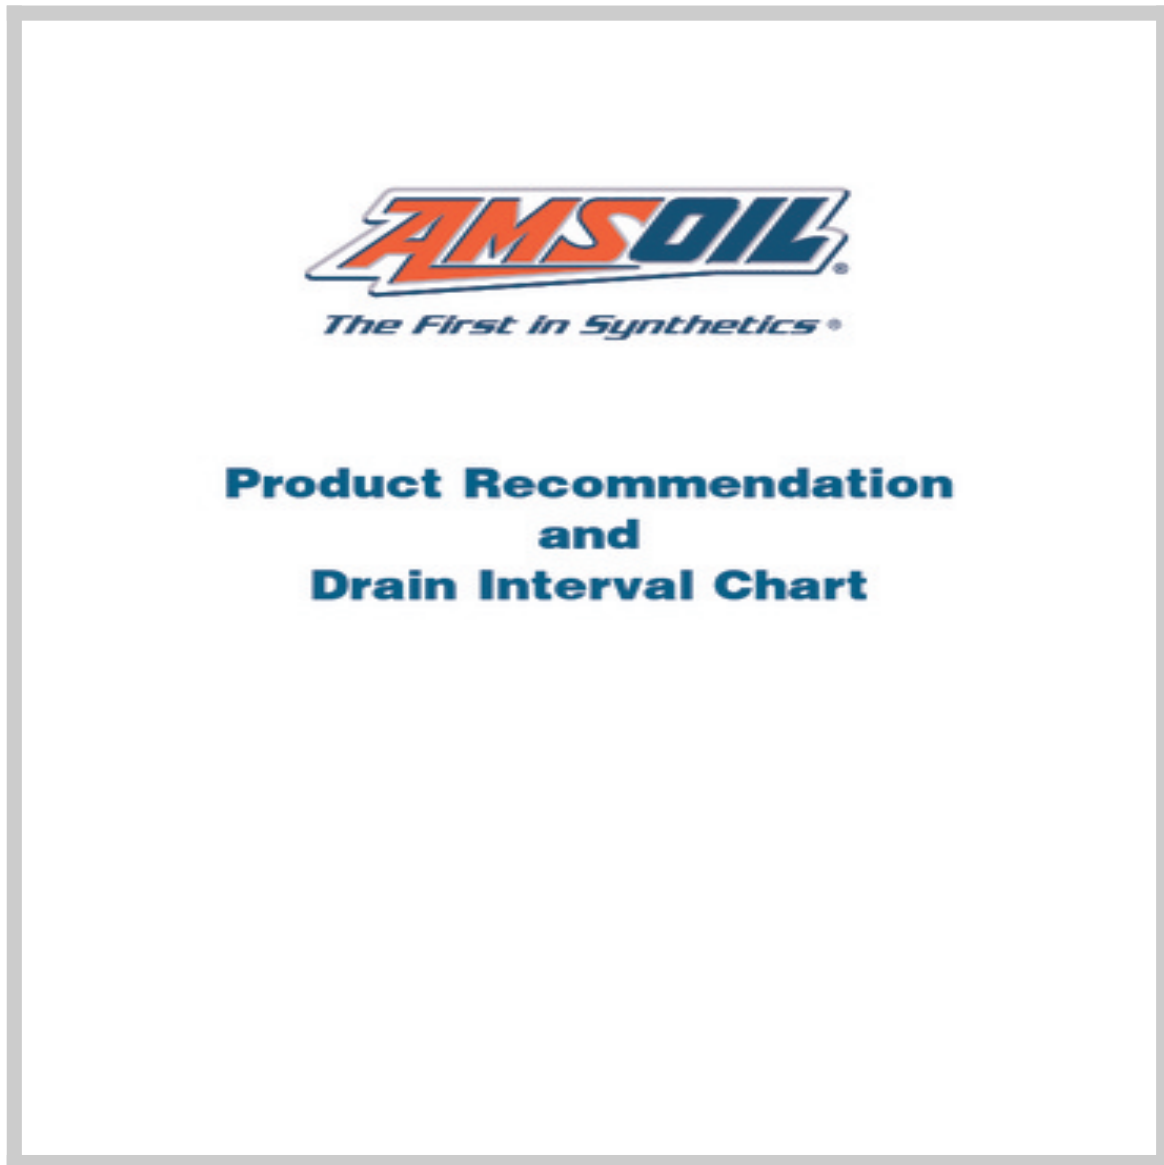 AMSOIL®
The First in Synthetics®
Product Recommendation
and
Drain Interval Chart